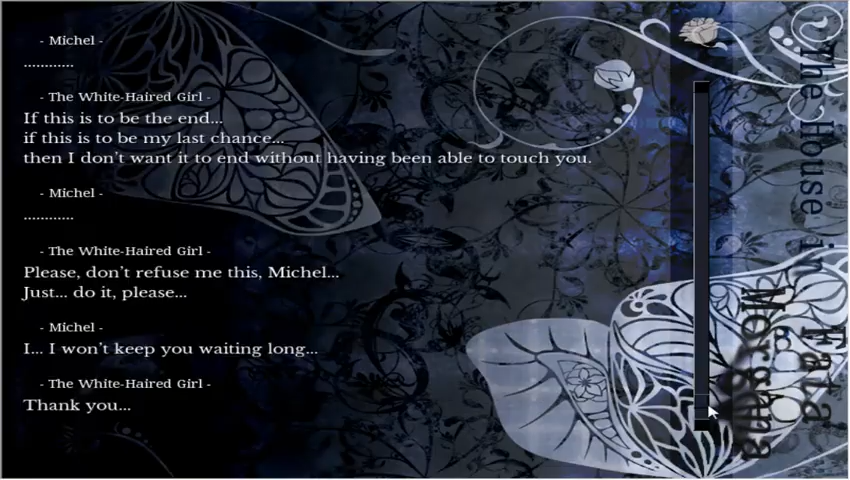 - Michel -
............
- The White-Haired Girl -
If this is to be the end...
if this is to be my last chance...
then I don't want it to end without having been able to touch you.
- Michel -
............
- The White-Haired Girl -
Please, don't refuse me this, Michel...
Just... do it, please...
- Michel -
I... I won't keep you waiting long...
- The White-Haired Girl -
Thank you...
The House in
Fata
Morgana